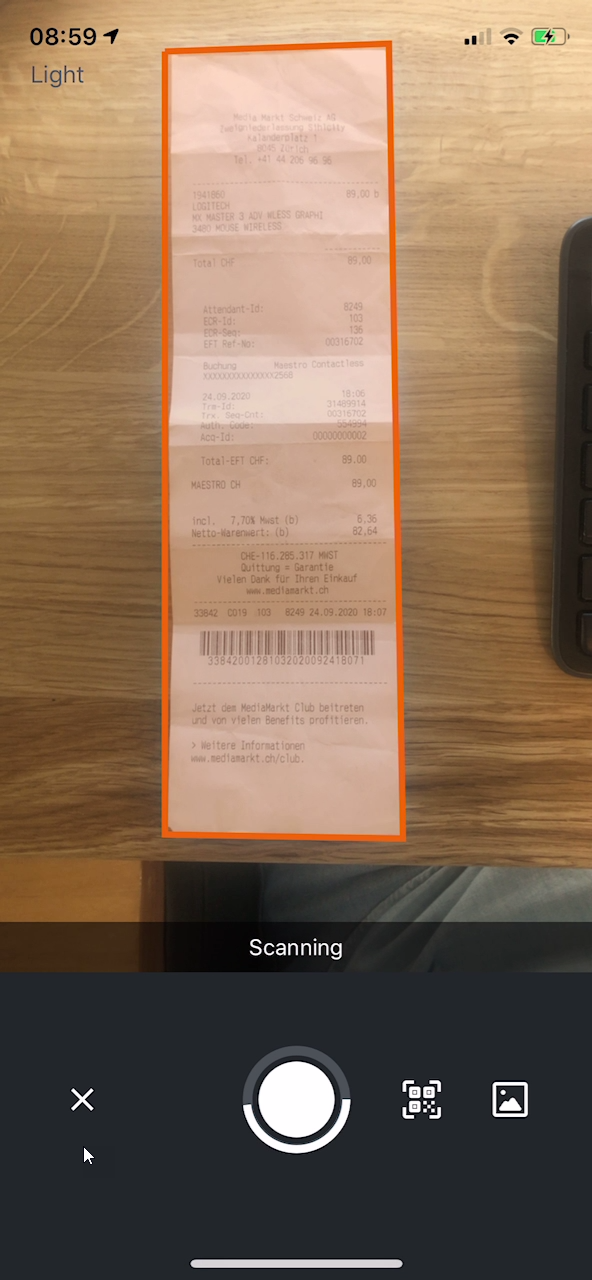 08:59
Light
Media Markt Schweiz AG
Zweigniederlassung Sihlcity
Kalanderplatz 1
8045 Zürich
Tel. +41 44 206 96 96
1941860 89,00 b
LOGITECH
MX MASTER 3 ADV WLESS GRAPHI
3480 MOUSE WIRELESS
Total CHF 89,00
Attendant-Id: 8249
ECR-Id: 103
ECR-Seq: 136
EFT Ref-No: 00316702
Buchung Maestro Contactless
XXXXXXXXXXXXXXX2568
24.09.2020 18:06
Trm-Id: 31489914
Trx. Seq-Cnt: 00316702
Auth. Code:
Acq-Id: 00000000002
Total-EFT CHF: 89.00
MAESTRO CH 89,00
incl. 7,70% Mwst (b) 6,36
Netto-Warenwert: (b) 82,64
CHE-116.285.317 MWST
Quittung = Garantie
Vielen Dank für Ihren Einkauf
www.mediamarkt.ch
33842 C019 103 8249 24.09.2020 18:07
33842001281032020092418071
Jetzt dem MediaMarkt Club beitreten
und von vielen Benefits profitieren.
> Weitere Informationen
www.mediamarkt.ch/club.
Scanning